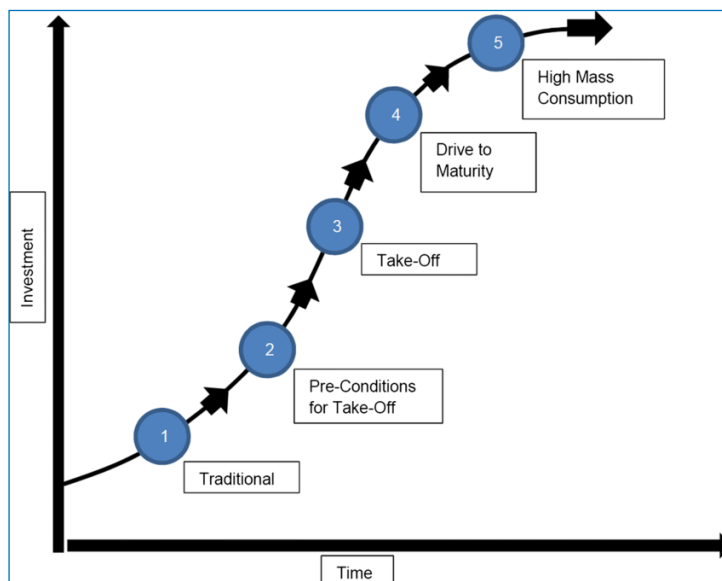 5
High Mass
Consumption
4
Drive to
Maturity
3
Take-Off
Investment
2
Pre-Conditions
for Take-Off
1
Traditional
Time